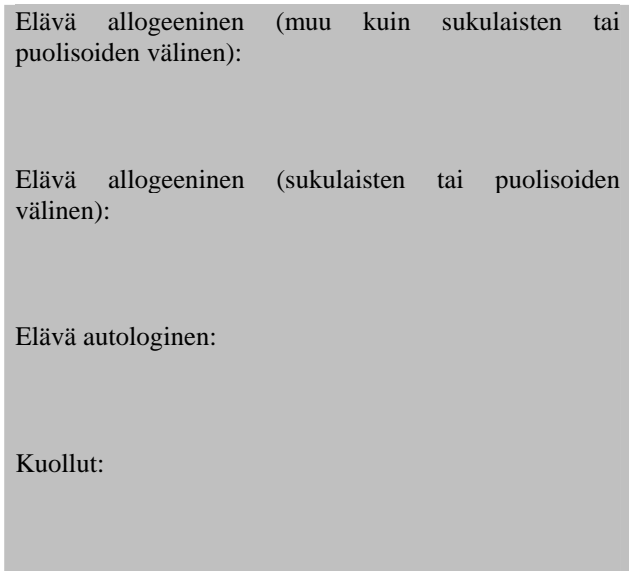 Elävä allogeeninen (muu kuin sukulaisten tai
puolisoiden välinen):
Elävä allogeeninen (sukulaisten tai puolisoiden
välinen):
Elävä autologinen:
Kuollut: